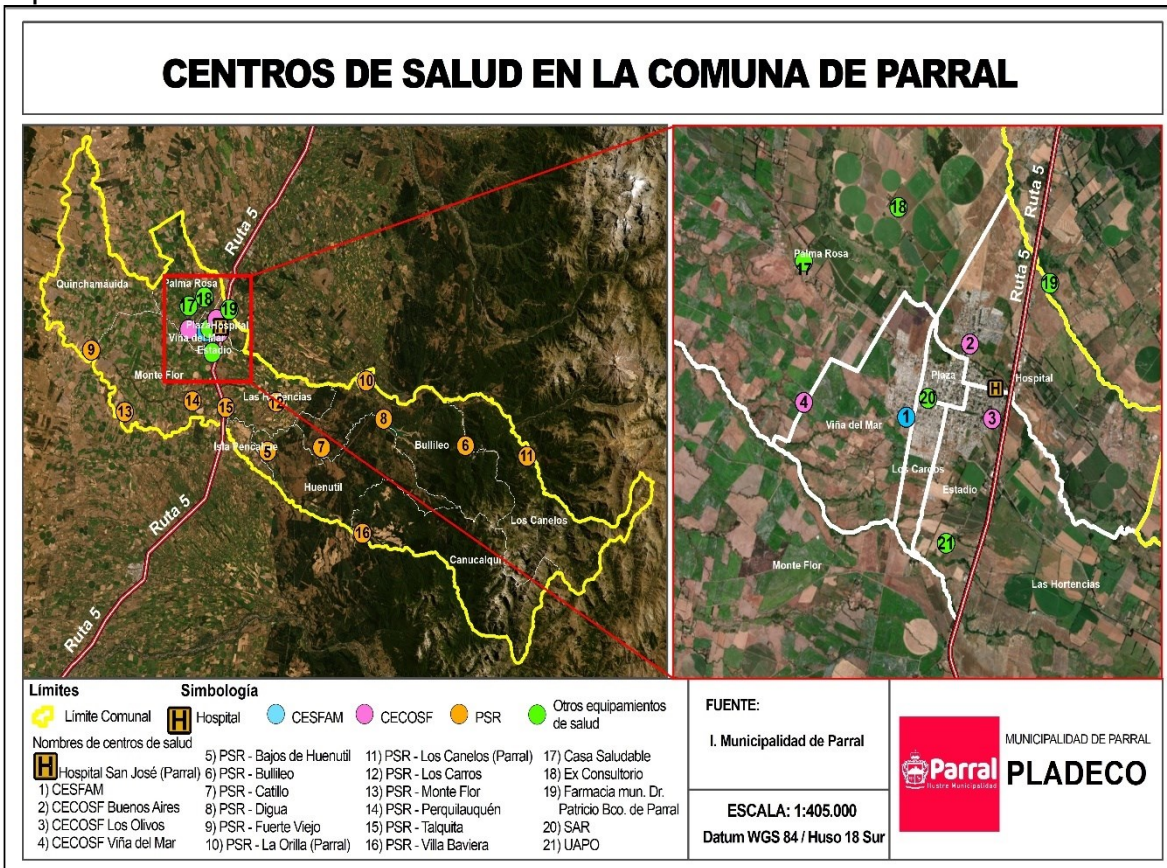 CENTROS DE SALUD EN LA COMUNA DE PARRAL
Ruta 5
Quinchamáuida
Palma Rosa
17
18
19
Plaza
Hospital
H
Viña del Mar
Estadio
9
Monte Flor
10
Las Hortencias
13
14
15
12
8
Isla Pencahue
5
7
Bullileo
6
11
Huenutil
Ruta 5
Los Canelos
16
Canucalqui
Ruta 5
Ruta 5
18
Palma Rosa
17
Ruta 5
19
2
Plaza
H
Hospital
4
20
1
3
Viña del Mar
Los Cardos
Estadio
21
Monte Flor
Las Hortencias
Límites
Límite Comunal
Simbología
H
Hospital
CESFAM
CECOSF
PSR
Otros equipamientos
de salud
Nombres de centros de salud
H
Hospital San José (Parral)
1) CESFAM
2) CECOSF Buenos Aires
3) CECOSF Los Olivos
4) CECOSF Viña del Mar
5) PSR - Bajos de Huenutil
6) PSR - Bullileo
7) PSR - Catillo
8) PSR - Digua
9) PSR - Fuerte Viejo
10) PSR - La Orilla (Parral)
11) PSR - Los Canelos (Parral)
12) PSR - Los Carros
13) PSR - Monte Flor
14) PSR - Perquilauquén
15) PSR - Talquita
16) PSR - Villa Baviera
17) Casa Saludable
18) Ex Consultorio
19) Farmacia mun. Dr.
Patricio Bco. de Parral
20) SAR
21) UAPO
FUENTE:
I. Municipalidad de Parral
ESCALA: 1:405.000
Datum WGS 84 / Huso 18 Sur
Parral
Ilustre Municipalidad
MUNICIPALIDAD DE PARRAL
PLADECO